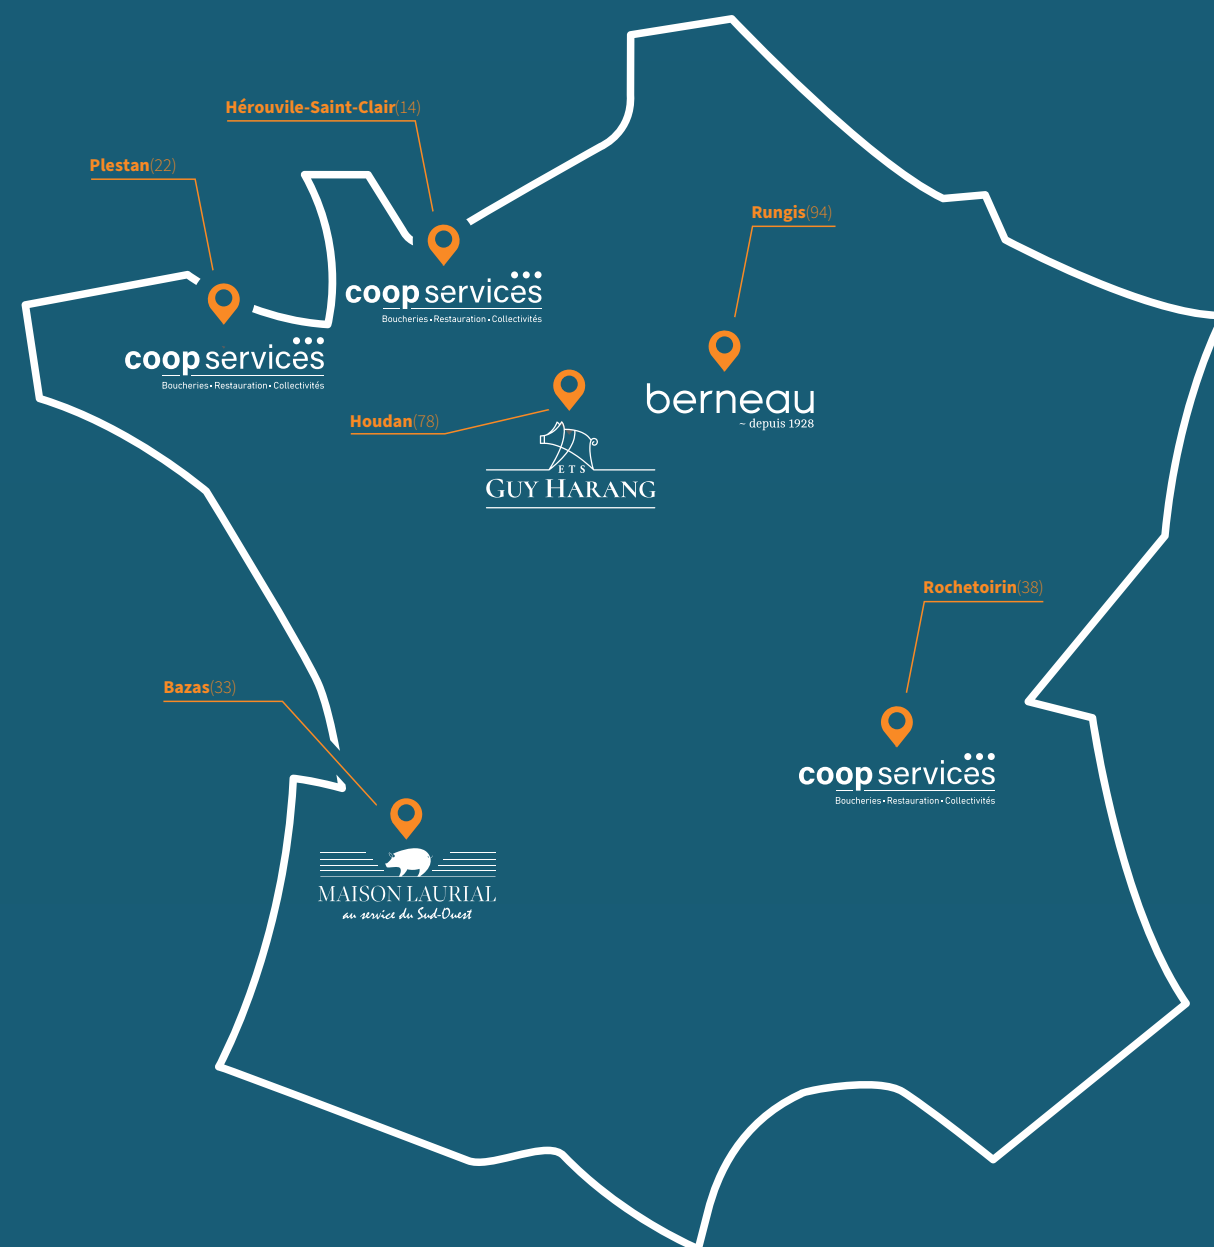 Hérouvile-Saint-Clair(14)
Plestan(22)
Rungis(94)
coop services
Boucheries • Restauration • Collectivités
coop services
Boucheries • Restauration • Collectivités
berneau
~ depuis 1928
Houdan(78)
ETS
GUY HARANG
Rochetoirin(38)
Bazas(33)
coop services
Boucheries • Restauration • Collectivités
MAISON LAURIAL
au service du Sud-Ouest